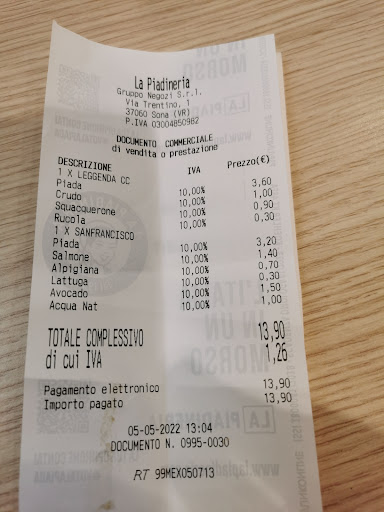 La Piadineria
Gruppo Negozi S.r.l.
Via Trentino, 1
37060 Sona (VR)
P.IVA 03004850982
DOCUMENTO COMMERCIALE
di vendita o prestazione
DESCRIZIONE IVA Prezzo(€)
1 X LEGGENDA CC
Piada 10,00% 3,60
Crudo 10,00% 1,00
Squacquerone 10,00% 0,90
Rucola 10,00% 0,30
1 X SANFRANCISCO
Piada 10,00% 3,20
Salmone 10,00% 1,40
Alpigiana 10,00% 0,70
Lattuga 10,00% 0,30
Avocado 10,00% 1,50
Acqua Nat 10,00% 1,00
TOTALE COMPLESSIVO 13,90
di cui IVA 1,26
Pagamento elettronico 13,90
Importo pagato 13,90
05-05-2022 13:04
DOCUMENTO N. 0995-0030
RT 99MEX050713